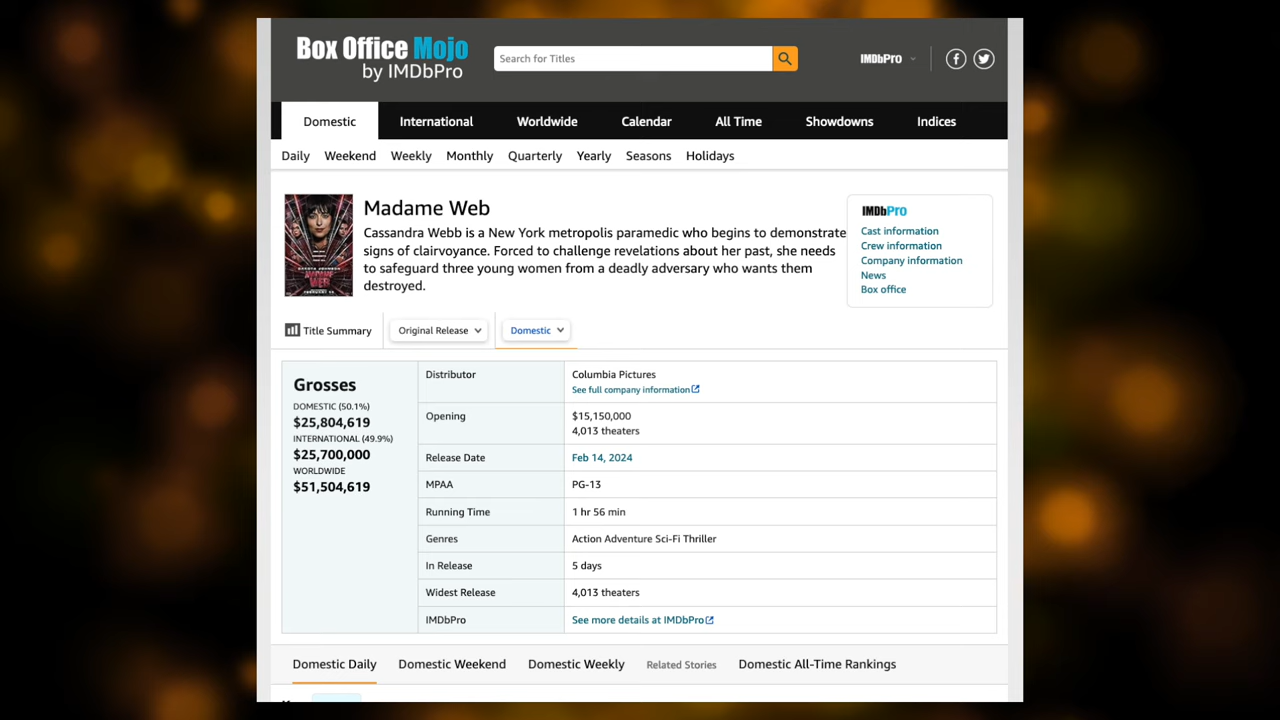 Box Office Mojo
by IMDbPro
Search for Titles
IMDbPro
Domestic International Worldwide Calendar All Time Showdowns Indices
Daily Weekend Weekly Monthly Quarterly Yearly Seasons Holidays
Madame Web
Cassandra Webb is a New York metropolis paramedic who begins to demonstrate
signs of clairvoyance. Forced to challenge revelations about her past, she needs
to safeguard three young women from a deadly adversary who wants them
destroyed.
IMDbPro
Cast information
Crew information
Company information
News
Box office
Title Summary Original Release Domestic
Grosses
DOMESTIC (50.1%)
$25,804,619
INTERNATIONAL (49.9%)
$25,700,000
WORLDWIDE
$51,504,619
Distributor Columbia Pictures
See full company information
Opening $15,150,000
4,013 theaters
Release Date Feb 14, 2024
MPAA PG-13
Running Time 1 hr 56 min
Genres Action Adventure Sci-Fi Thriller
In Release 5 days
Widest Release 4,013 theaters
IMDbPro See more details at IMDbPro
Domestic Daily Domestic Weekend Domestic Weekly Related Stories Domestic All-Time Rankings